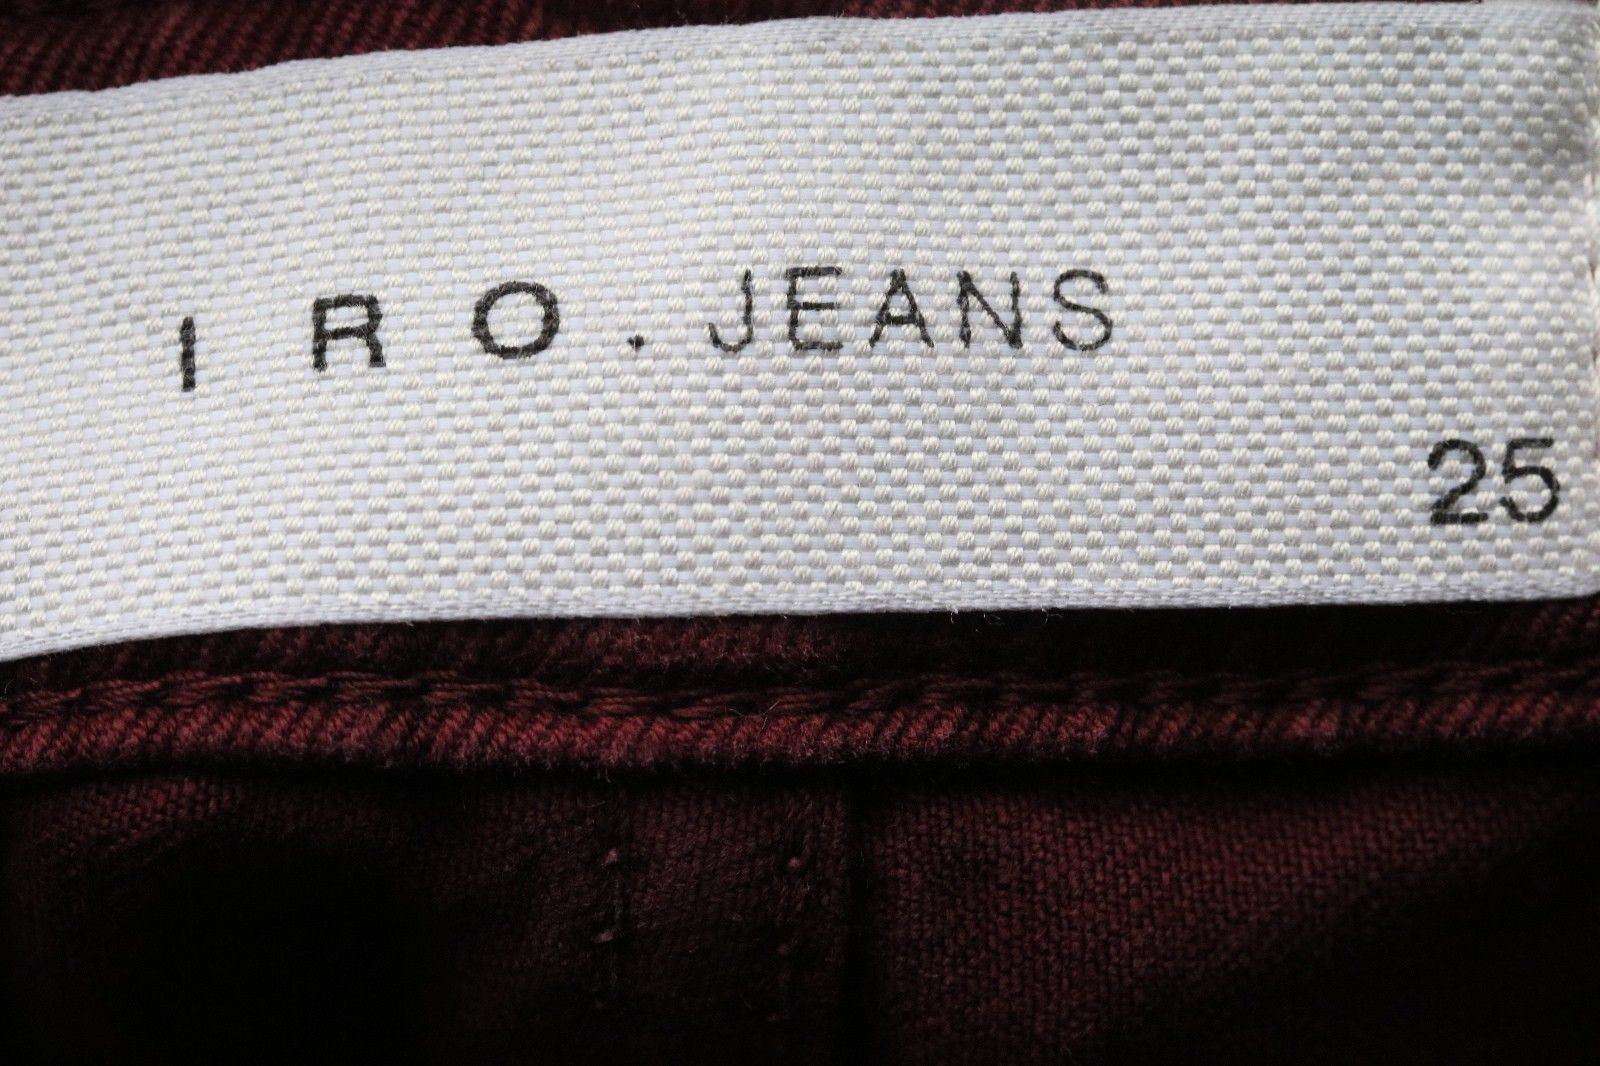 I R O . JEANS
25